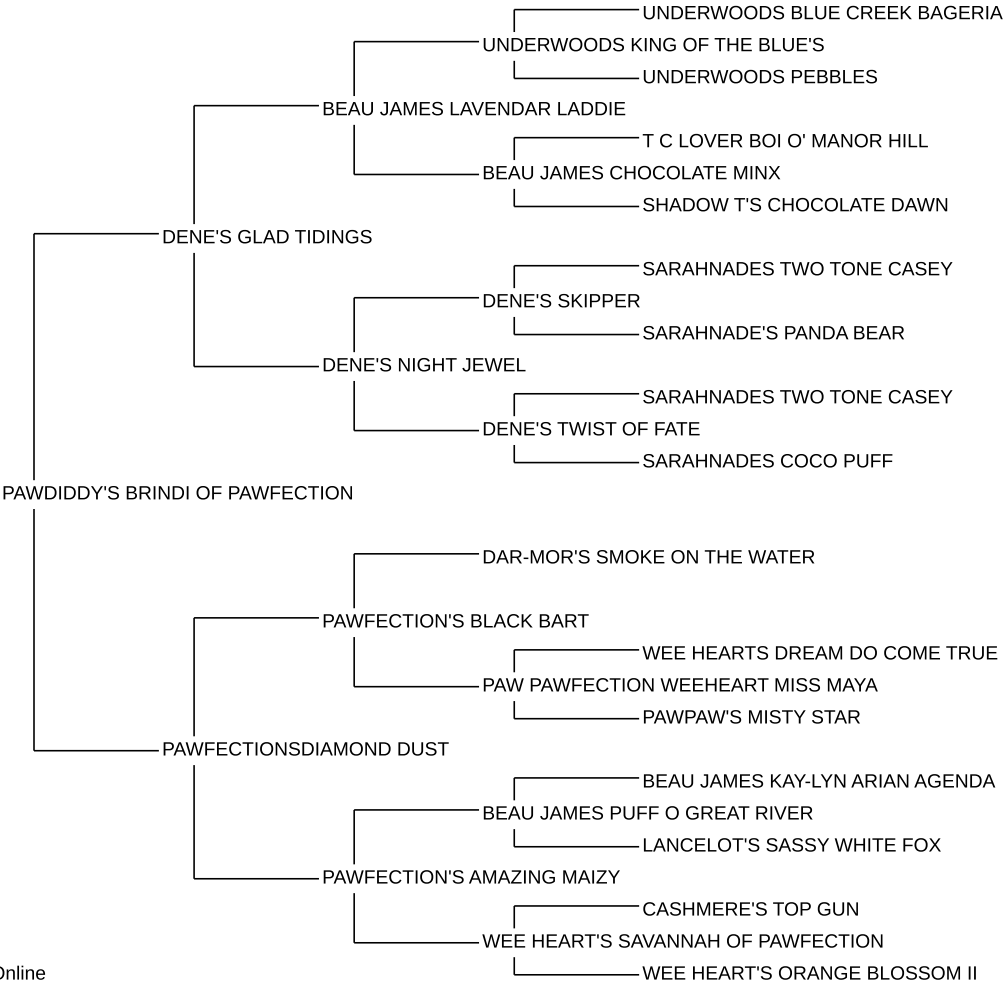 UNDERWOODS BLUE CREEK BAGERIA
UNDERWOODS KING OF THE BLUE'S
UNDERWOODS PEBBLES
BEAU JAMES LAVENDAR LADDIE
T C LOVER BOI O' MANOR HILL
BEAU JAMES CHOCOLATE MINX
SHADOW T'S CHOCOLATE DAWN
DENE'S GLAD TIDINGS
SARAHNADES TWO TONE CASEY
DENE'S SKIPPER
SARAHNADE'S PANDA BEAR
DENE'S NIGHT JEWEL
SARAHNADES TWO TONE CASEY
DENE'S TWIST OF FATE
SARAHNADES COCO PUFF
PAWDIDDY'S BRINDI OF PAWFECTION
DAR-MOR'S SMOKE ON THE WATER
PAWFECTION'S BLACK BART
WEE HEARTS DREAM DO COME TRUE
PAW PAWFECTION WEEHEART MISS MAYA
PAWPAW'S MISTY STAR
PAWFECTIONSDIAMOND DUST
BEAU JAMES KAY-LYN ARIAN AGENDA
BEAU JAMES PUFF O GREAT RIVER
LANCELOT'S SASSY WHITE FOX
PAWFECTION'S AMAZING MAIZY
CASHMERE'S TOP GUN
WEE HEART'S SAVANNAH OF PAWFECTION
WEE HEART'S ORANGE BLOSSOM II
Online